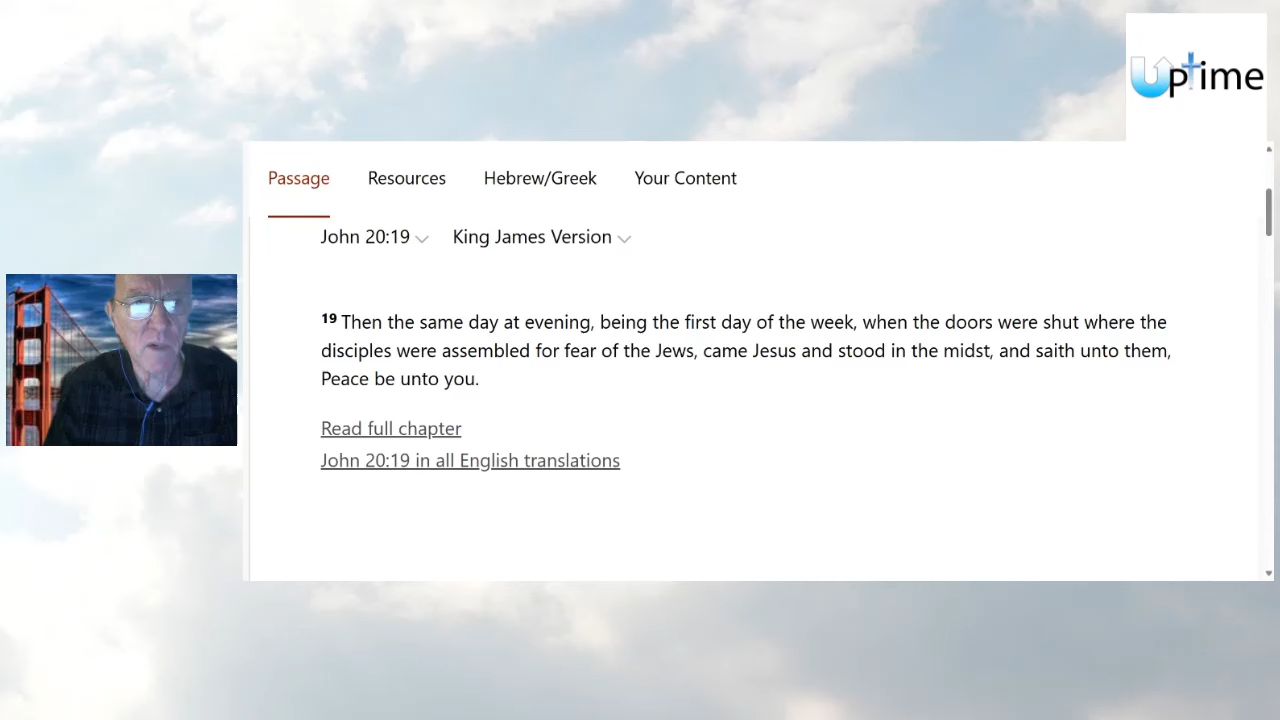 Uptime
Passage Resources Hebrew/Greek Your Content
John 20:19 King James Version
19 Then the same day at evening, being the first day of the week, when the doors were shut where the
disciples were assembled for fear of the Jews, came Jesus and stood in the midst, and saith unto them,
Peace be unto you.
Read full chapter
John 20:19 in all English translations